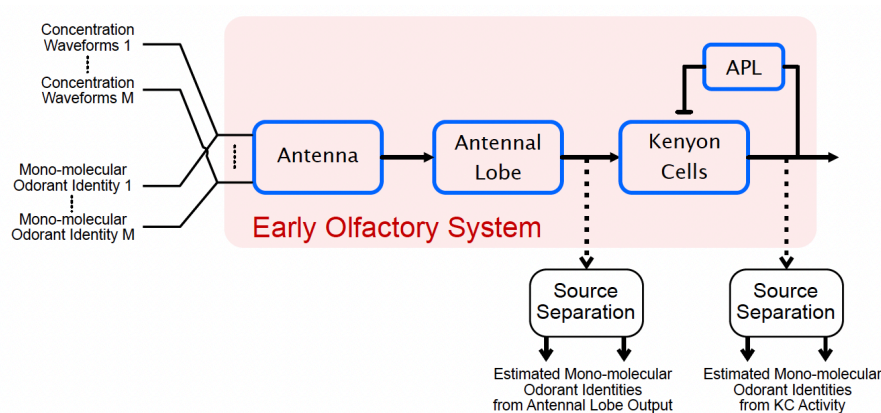 Concentration
Waveforms 1
Concentration
Waveforms M
Mono-molecular
Odorant Identity 1
Mono-molecular
Odorant Identity M
Antenna
Antennal
Lobe
Kenyon
Cells
APL
Early Olfactory System
Source
Separation
Source
Separation
Estimated Mono-molecular
Odorant Identities
from Antennal Lobe Output
Estimated Mono-molecular
Odorant Identities
from KC Activity